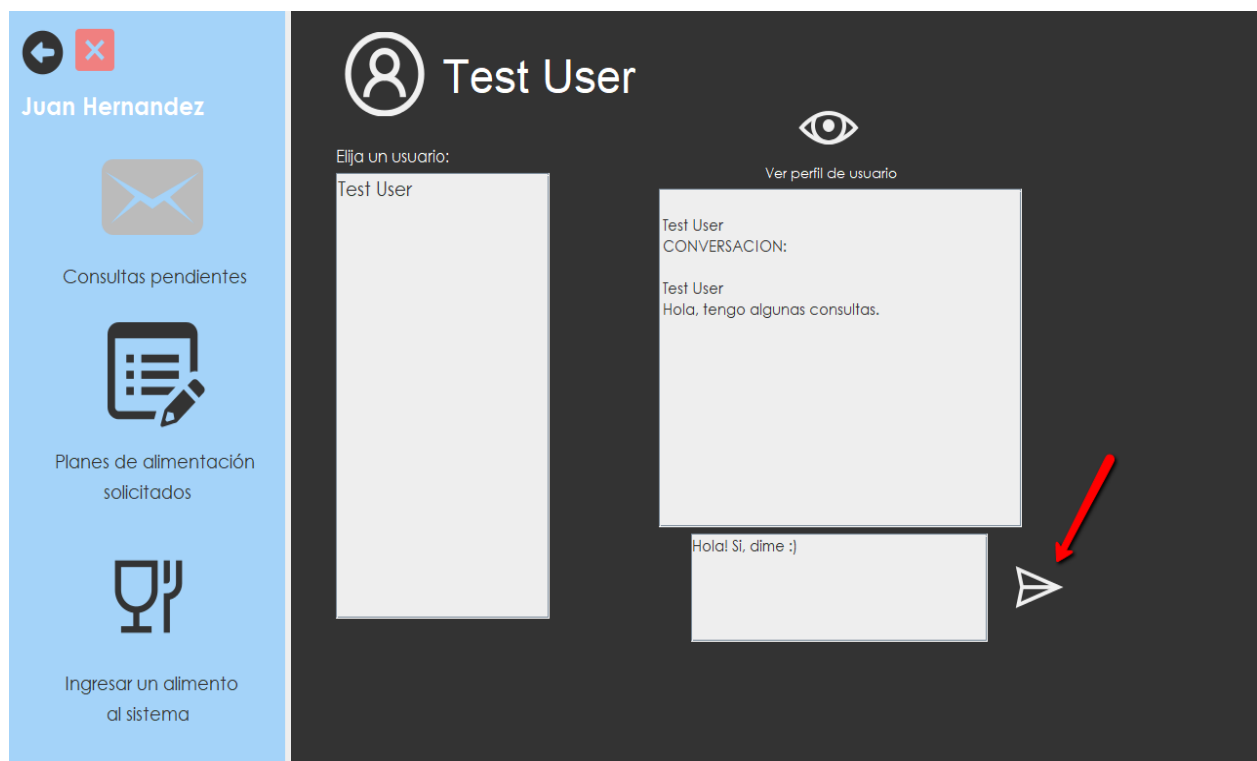 Juan Hernandez
Consultas pendientes
Planes de alimentación
solicitados
Ingresar un alimento
al sistema
Test User
Elija un usuario:
Test User
Ver perfil de usuario
Test User
CONVERSACION:
Test User
Hola, tengo algunas consultas.
Hola! Si, dime :)